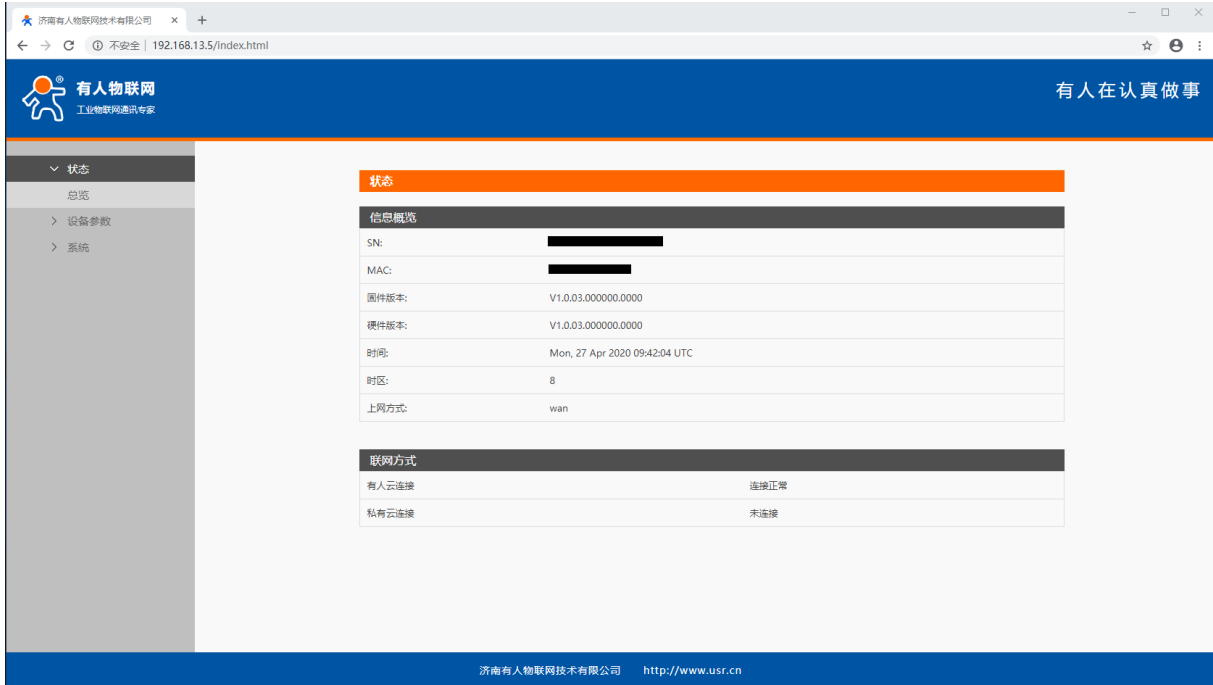 济南有人物联网技术有限公司
不安全 | 192.168.13.5/index.html
有人物联网
工业物联网通讯专家
有人在认真做事
状态
总览
设备参数
系统
状态
信息概览
SN:
MAC:
固件版本: V1.0.03.000000.0000
硬件版本: V1.0.03.000000.0000
时间: Mon, 27 Apr 2020 09:42:04 UTC
时区: 8
上网方式: wan
联网方式
有人云连接 连接正常
私有云连接 未连接
济南有人物联网技术有限公司 http://www.usr.cn